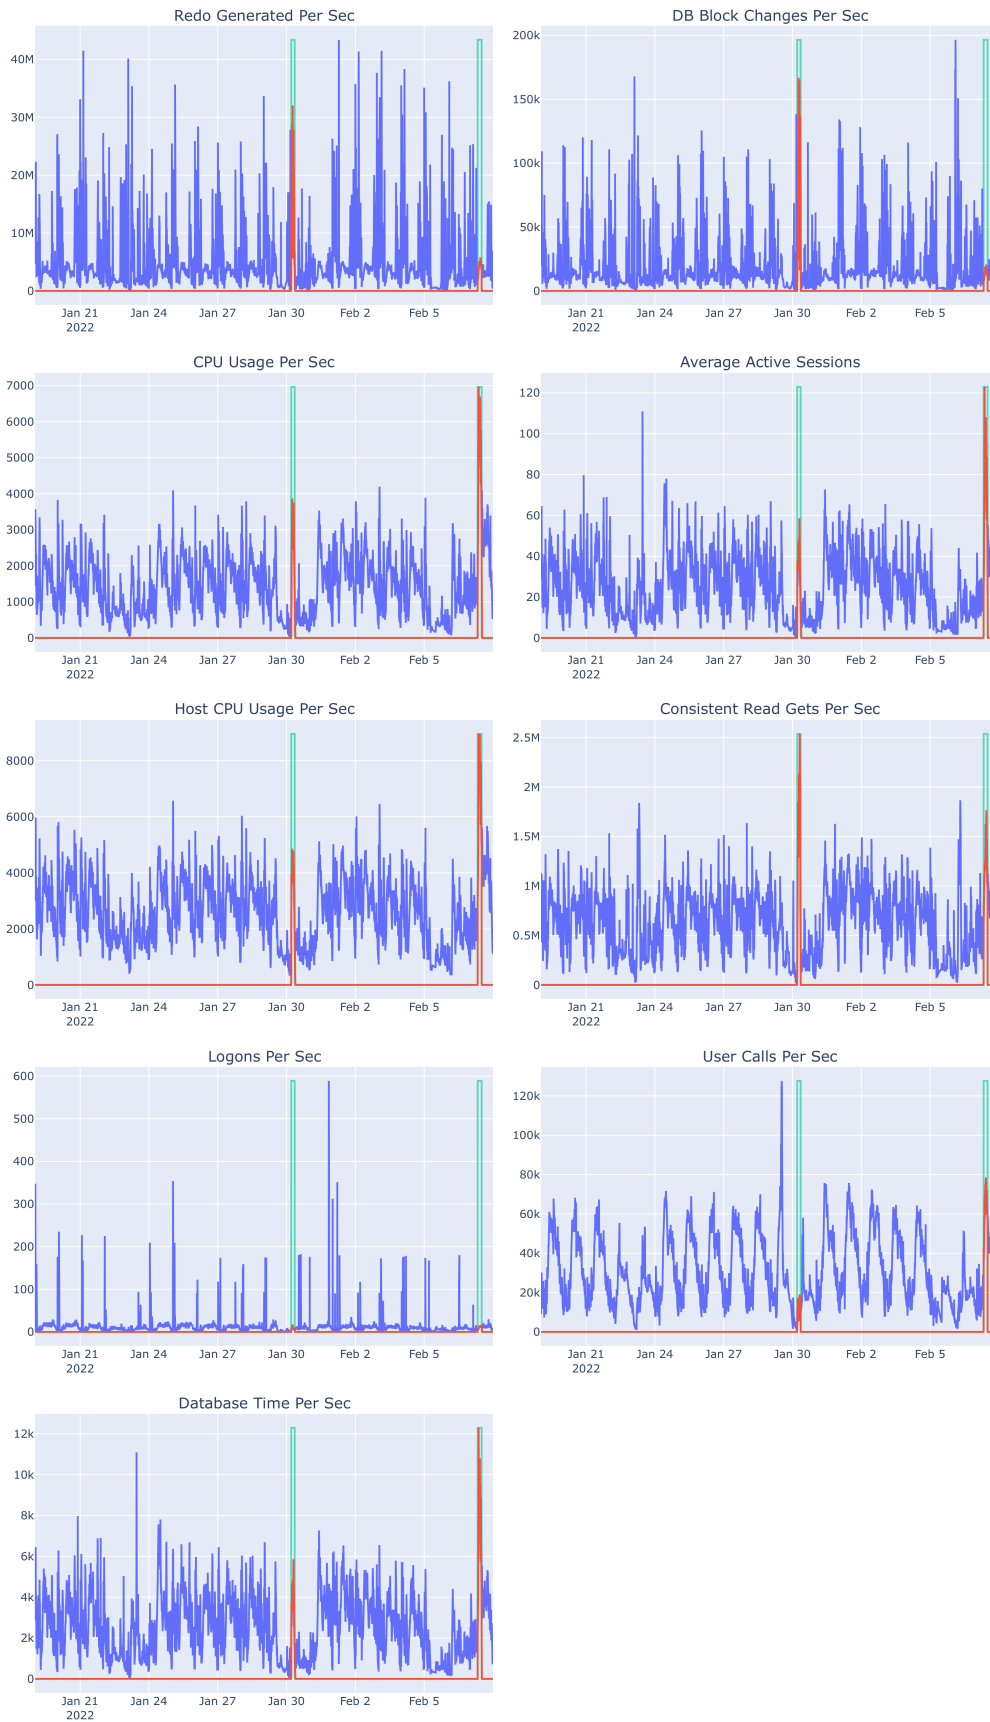 Redo Generated Per Sec
40M
30M
20M
10M
0
Jan 21
2022
Jan 24
Jan 27
Jan 30
Feb 2
Feb 5
DB Block Changes Per Sec
200k
150k
100k
50k
0
Jan 21
2022
Jan 24
Jan 27
Jan 30
Feb 2
Feb 5
CPU Usage Per Sec
7000
6000
5000
4000
3000
2000
1000
0
Jan 21
2022
Jan 24
Jan 27
Jan 30
Feb 2
Feb 5
Average Active Sessions
120
100
80
60
40
20
0
Jan 21
2022
Jan 24
Jan 27
Jan 30
Feb 2
Feb 5
Host CPU Usage Per Sec
8000
6000
4000
2000
0
Jan 21
2022
Jan 24
Jan 27
Jan 30
Feb 2
Feb 5
Consistent Read Gets Per Sec
2.5M
2M
1.5M
1M
0.5M
0
Jan 21
2022
Jan 24
Jan 27
Jan 30
Feb 2
Feb 5
Logons Per Sec
600
500
400
300
200
100
0
Jan 21
2022
Jan 24
Jan 27
Jan 30
Feb 2
Feb 5
User Calls Per Sec
120k
100k
80k
60k
40k
20k
0
Jan 21
2022
Jan 24
Jan 27
Jan 30
Feb 2
Feb 5
Database Time Per Sec
12k
10k
8k
6k
4k
2k
0
Jan 21
2022
Jan 24
Jan 27
Jan 30
Feb 2
Feb 5